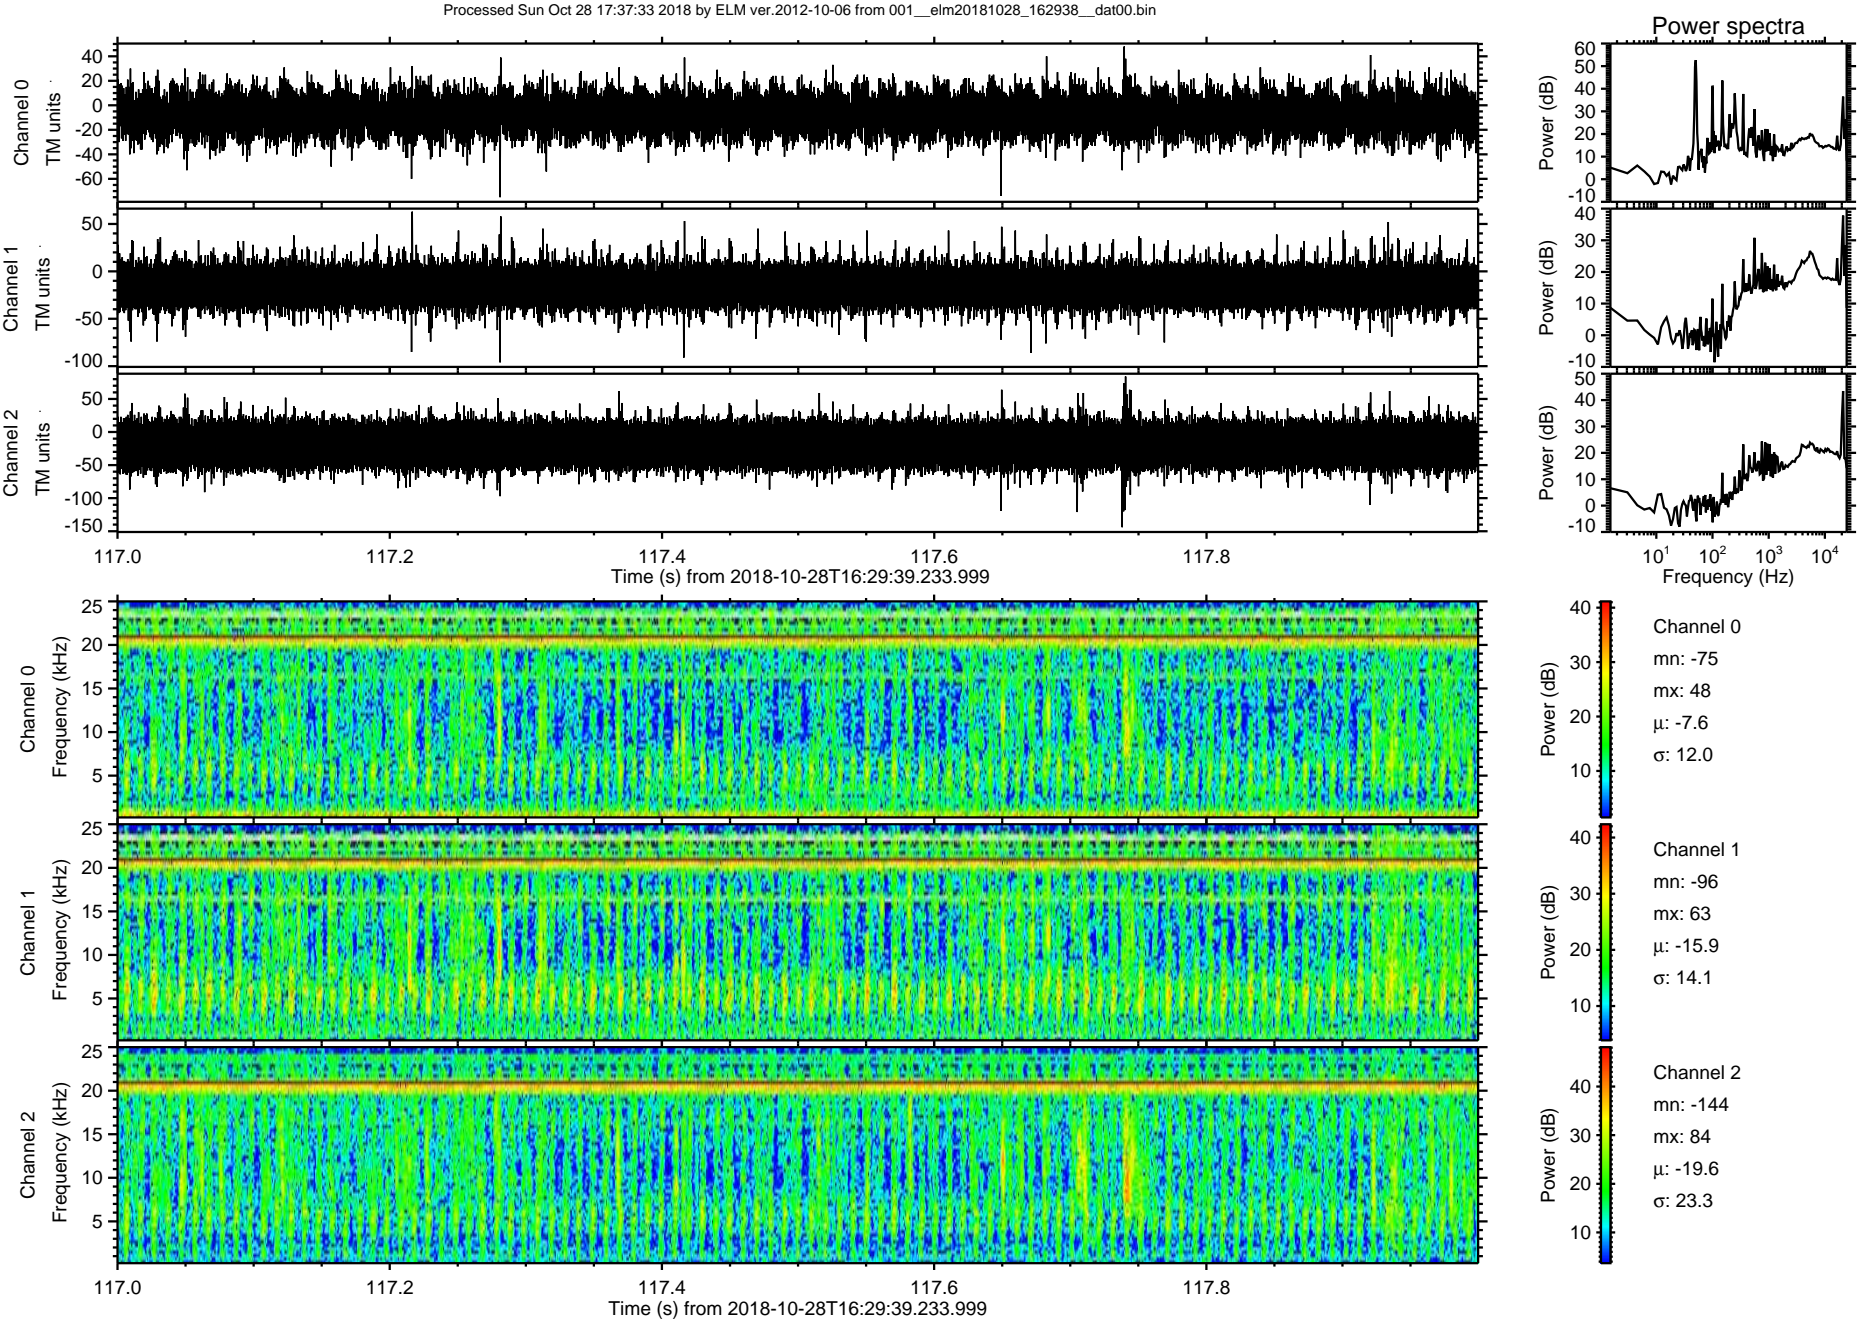 Processed Sun Oct 28 17:37:33 2018 by ELM ver.2012-10-06 from 001__elm20181028_162938__dat00.bin
Power spectra
Channel 0
TM units
40
20
0
-20
-40
-60
Power (dB)
60
50
40
30
20
10
0
-10
Channel 1
TM units
50
0
-50
-100
Power (dB)
40
30
20
10
0
-10
Channel 2
TM units
50
0
-50
-100
-150
Power (dB)
50
40
30
20
10
0
-10
117.0 117.2 117.4 117.6 117.8
Time (s) from 2018-10-28T16:29:39.233.999
10^1 10^2 10^3 10^4
Frequency (Hz)
Channel 0
Frequency (kHz)
25
20
15
10
5
Power (dB)
40
30
20
10
Channel 0
mn: -75
mx: 48
μ: -7.6
σ: 12.0
Channel 1
Frequency (kHz)
25
20
15
10
5
Power (dB)
40
30
20
10
Channel 1
mn: -96
mx: 63
μ: -15.9
σ: 14.1
Channel 2
Frequency (kHz)
25
20
15
10
5
Power (dB)
40
30
20
10
Channel 2
mn: -144
mx: 84
μ: -19.6
σ: 23.3
117.0 117.2 117.4 117.6 117.8
Time (s) from 2018-10-28T16:29:39.233.999